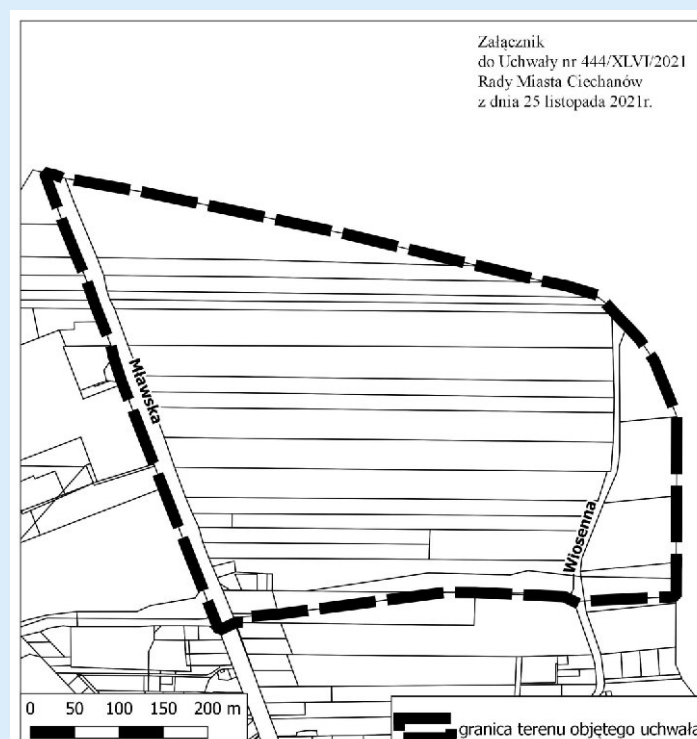 Załącznik
do Uchwały nr 444/XLVI/2021
Rady Miasta Ciechanów
z dnia 25 listopada 2021r.
Mławska
Wiosenna
0 50 100 150 200 m
granica terenu objętego uchwałą